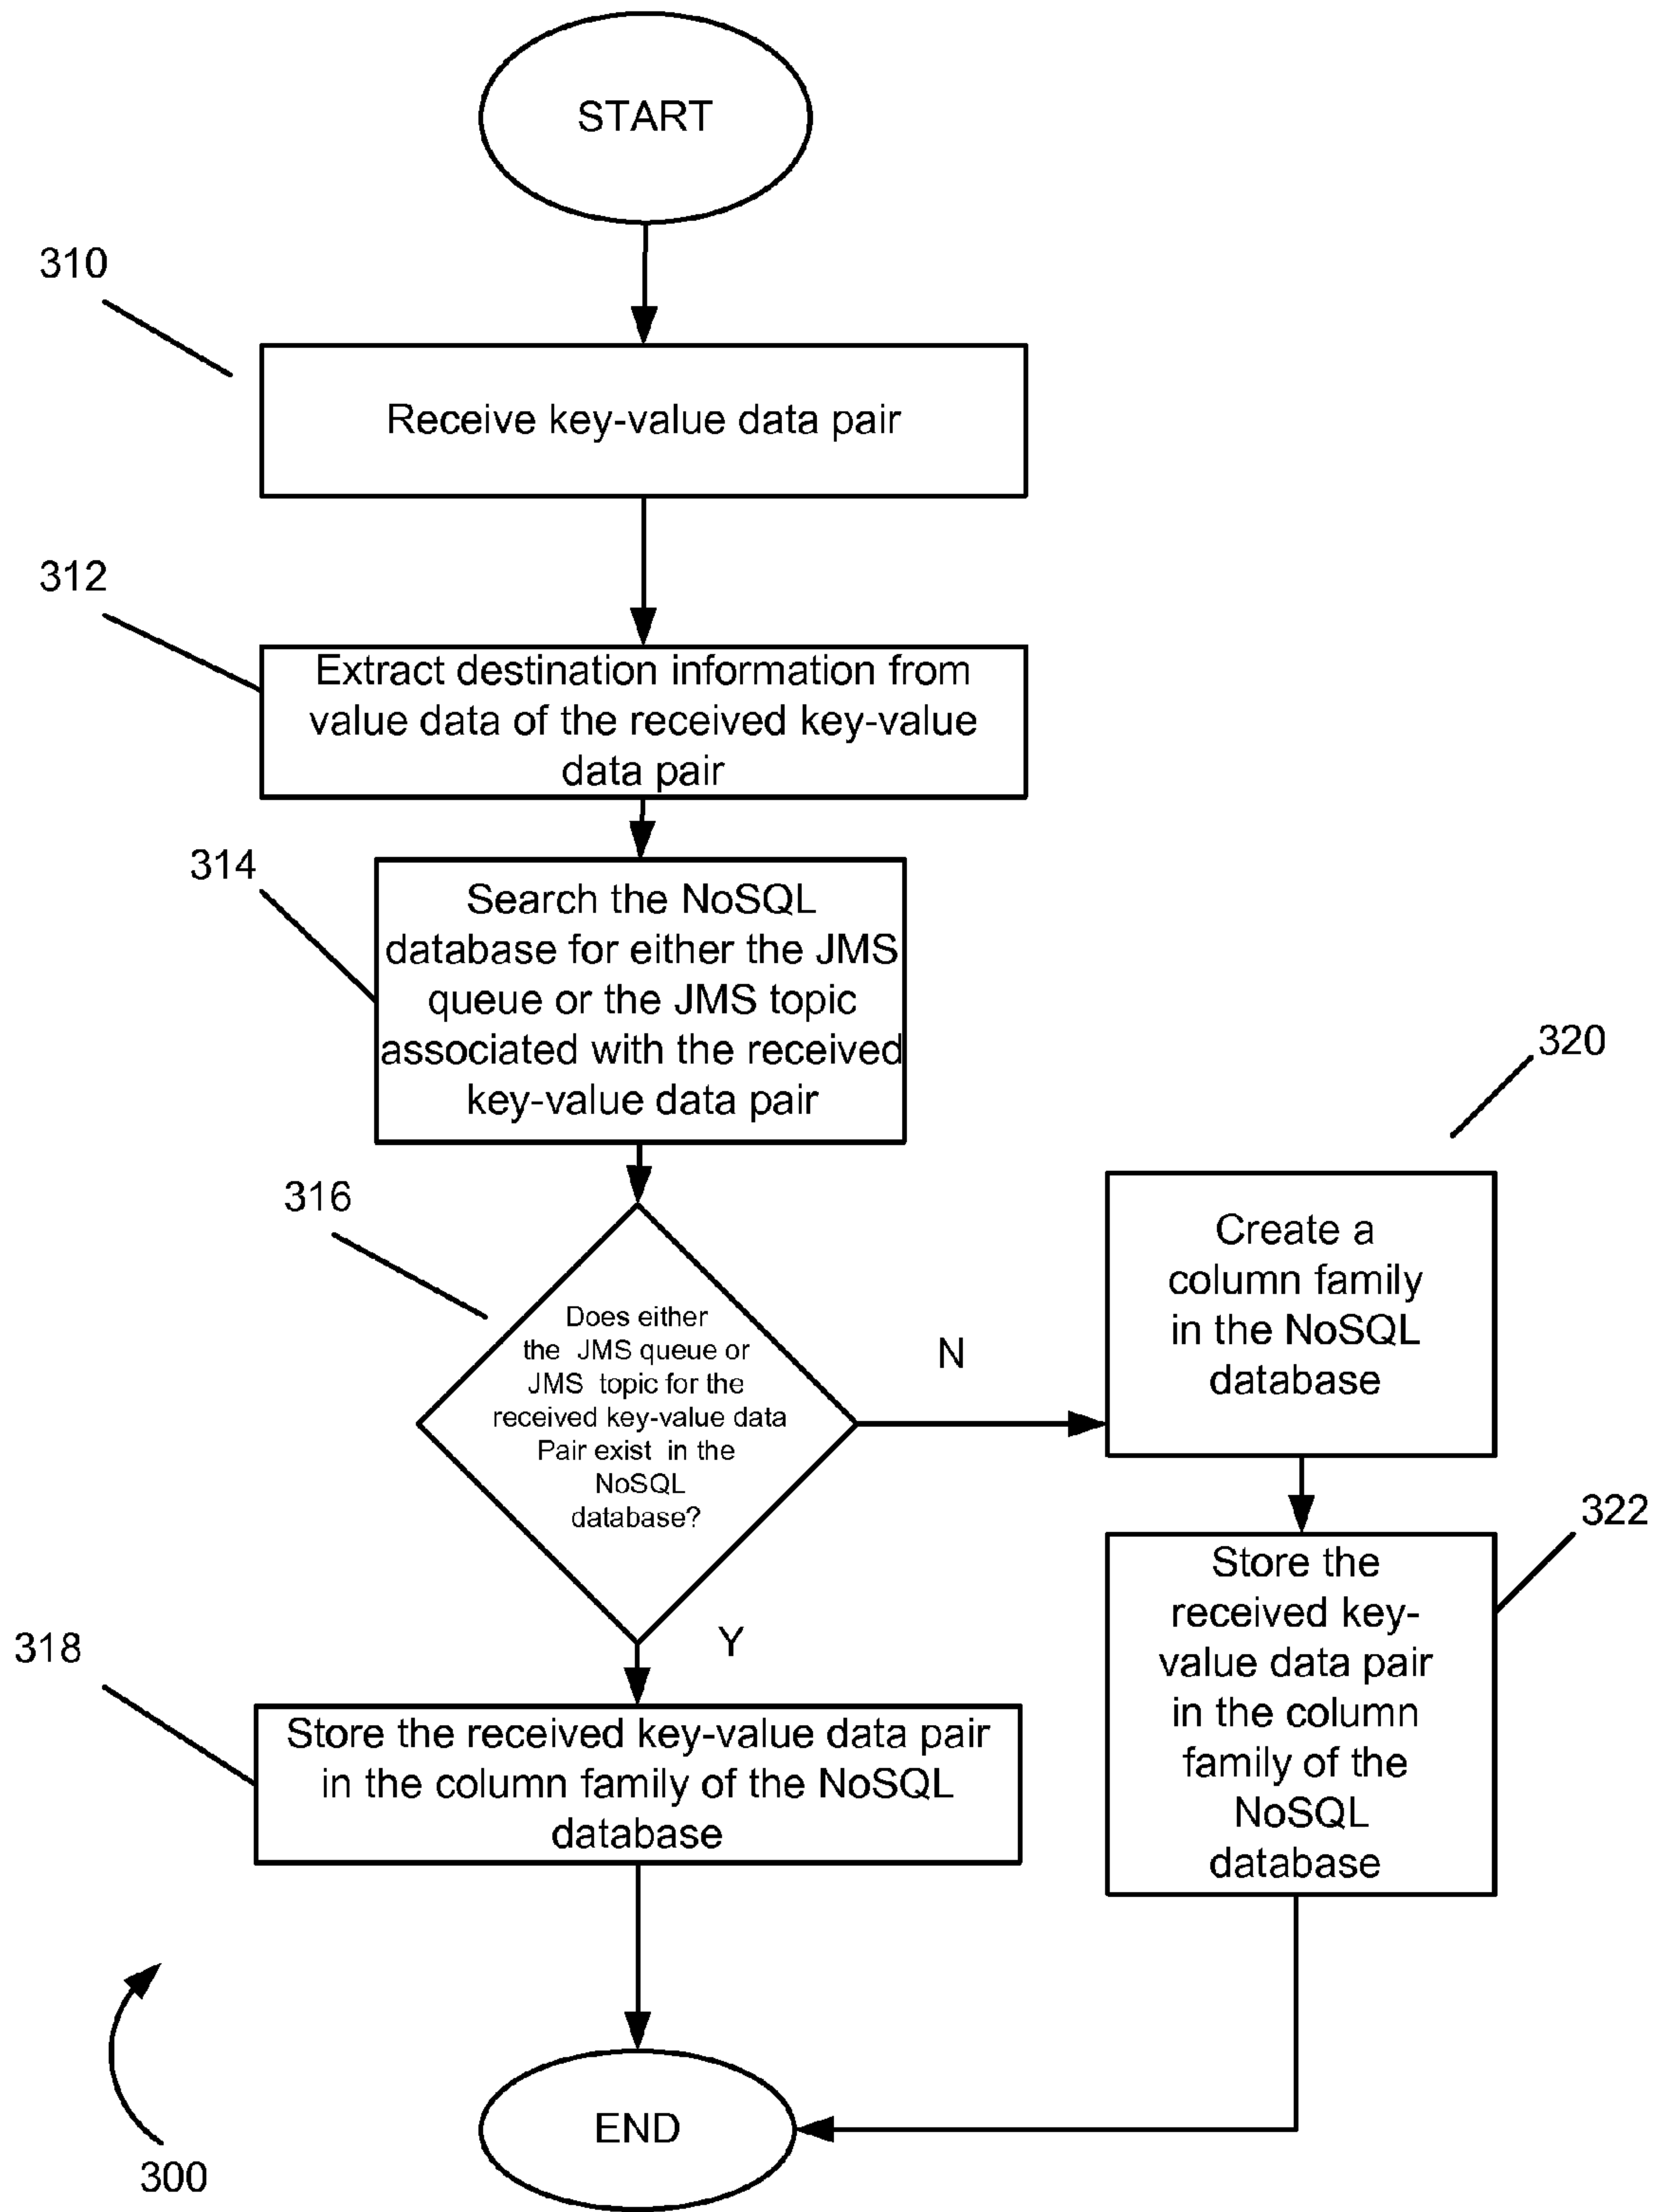 START
310
Receive key-value data pair
312
Extract destination information from
value data of the received key-value
data pair
314
Search the NoSQL
database for either the JMS
queue or the JMS topic
associated with the received
key-value data pair
316
Does either
the JMS queue or
JMS topic for the
received key-value data
Pair exist in the
NoSQL
database?
N
320
Create a
column family
in the NoSQL
database
322
Store the
received key-
value data pair
in the column
family of the
NoSQL
database
Y
318
Store the received key-value data pair
in the column family of the NoSQL
database
END
300